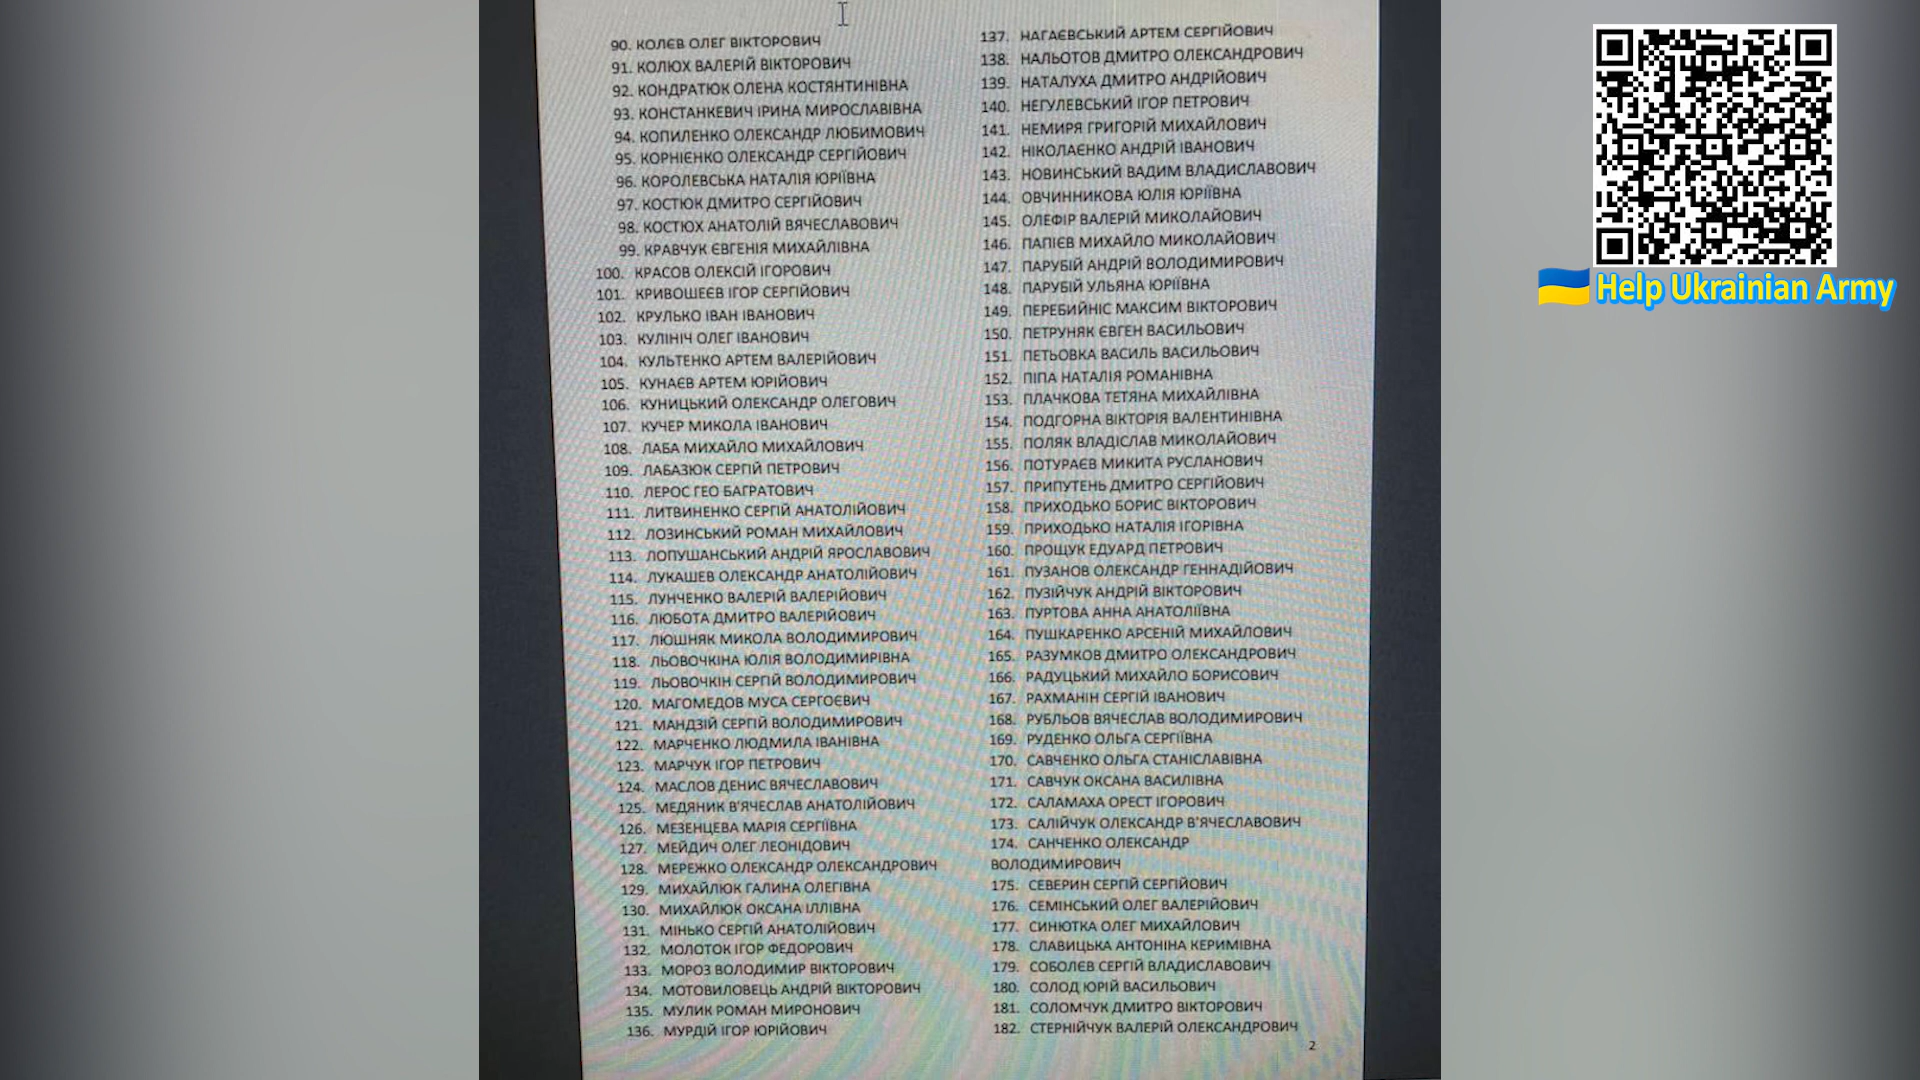 90. КОЛЄВ ОЛЕГ ВІКТОРОВИЧ
91. КОЛЮХ ВАЛЕРІЙ ВІКТОРОВИЧ
92. КОНДРАТЮК ОЛЕНА КОСТЯНТИНІВНА
93. КОНСТАНКЕВИЧ ІРИНА МИРОСЛАВІВНА
94. КОПИЛЕНКО ОЛЕКСАНДР ЛЮБИМОВИЧ
95. КОРНІЄНКО ОЛЕКСАНДР СЕРГІЙОВИЧ
96. КОРОЛЕВСЬКА НАТАЛІЯ ЮРІЇВНА
97. КОСТЮК ДМИТРО СЕРГІЙОВИЧ
98. КОСТЮХ АНАТОЛІЙ ВЯЧЕСЛАВОВИЧ
99. КРАВЧУК ЄВГЕНІЯ МИХАЙЛІВНА
100. КРАСОВ ОЛЕКСІЙ ІГОРОВИЧ
101. КРИВОШЕЄВ ІГОР СЕРГІЙОВИЧ
102. КРУЛЬКО ІВАН ІВАНОВИЧ
103. КУЛІНІЧ ОЛЕГ ІВАНОВИЧ
104. КУЛЬТЕНКО АРТЕМ ВАЛЕРІЙОВИЧ
105. КУНАЄВ АРТЕМ ЮРІЙОВИЧ
106. КУНИЦЬКИЙ ОЛЕКСАНДР ОЛЕГОВИЧ
107. КУЧЕР МИКОЛА ІВАНОВИЧ
108. ЛАБА МИХАЙЛО МИХАЙЛОВИЧ
109. ЛАБАЗЮК СЕРГІЙ ПЕТРОВИЧ
110. ЛЕРОС ГЕО БАГРАТОВИЧ
111. ЛИТВИНЕНКО СЕРГІЙ АНАТОЛІЙОВИЧ
112. ЛОЗИНСЬКИЙ РОМАН МИХАЙЛОВИЧ
113. ЛОПУШАНСЬКИЙ АНДРІЙ ЯРОСЛАВОВИЧ
114. ЛУКАШЕВ ОЛЕКСАНДР АНАТОЛІЙОВИЧ
115. ЛУНЧЕНКО ВАЛЕРІЙ ВАЛЕРІЙОВИЧ
116. ЛЮБОТА ДМИТРО ВАЛЕРІЙОВИЧ
117. ЛЮШНЯК МИКОЛА ВОЛОДИМИРОВИЧ
118. ЛЬОВОЧКІНА ЮЛІЯ ВОЛОДИМИРІВНА
119. ЛЬОВОЧКІН СЕРГІЙ ВОЛОДИМИРОВИЧ
120. МАГОМЕДОВ МУСА СЕРГОЄВИЧ
121. МАНДЗІЙ СЕРГІЙ ВОЛОДИМИРОВИЧ
122. МАРЧЕНКО ЛЮДМИЛА ІВАНІВНА
123. МАРЧУК ІГОР ПЕТРОВИЧ
124. МАСЛОВ ДЕНИС ВЯЧЕСЛАВОВИЧ
125. МЕДЯНИК В'ЯЧЕСЛАВ АНАТОЛІЙОВИЧ
126. МЕЗЕНЦЕВА МАРІЯ СЕРГІЇВНА
127. МЕЙДИЧ ОЛЕГ ЛЕОНІДОВИЧ
128. МЕРЕЖКО ОЛЕКСАНДР ОЛЕКСАНДРОВИЧ
129. МИХАЙЛЮК ГАЛИНА ОЛЕГІВНА
130. МИХАЙЛЮК ОКСАНА ІЛЛІВНА
131. МІНЬКО СЕРГІЙ АНАТОЛІЙОВИЧ
132. МОЛОТОК ІГОР ФЕДОРОВИЧ
133. МОРОЗ ВОЛОДИМИР ВІКТОРОВИЧ
134. МОТОВИЛОВЕЦЬ АНДРІЙ ВІКТОРОВИЧ
135. МУЛИК РОМАН МИРОНОВИЧ
136. МУРДІЙ ІГОР ЮРІЙОВИЧ
137. НАГАЄВСЬКИЙ АРТЕМ СЕРГІЙОВИЧ
138. НАЛЬОТОВ ДМИТРО ОЛЕКСАНДРОВИЧ
139. НАТАЛУХА ДМИТРО АНДРІЙОВИЧ
140. НЕГУЛЕВСЬКИЙ ІГОР ПЕТРОВИЧ
141. НЕМИРЯ ГРИГОРІЙ МИХАЙЛОВИЧ
142. НІКОЛАЄНКО АНДРІЙ ІВАНОВИЧ
143. НОВИНСЬКИЙ ВАДИМ ВЛАДИСЛАВОВИЧ
144. ОВЧИННИКОВА ЮЛІЯ ЮРІЇВНА
145. ОЛЕФІР ВАЛЕРІЙ МИКОЛАЙОВИЧ
146. ПАПІЄВ МИХАЙЛО МИКОЛАЙОВИЧ
147. ПАРУБІЙ АНДРІЙ ВОЛОДИМИРОВИЧ
148. ПАРУБІЙ УЛЬЯНА ЮРІЇВНА
149. ПЕРЕБИЙНІС МАКСИМ ВІКТОРОВИЧ
150. ПЕТРУНЯК ЄВГЕН ВАСИЛЬОВИЧ
151. ПЕТЬОВКА ВАСИЛЬ ВАСИЛЬОВИЧ
152. ПІПА НАТАЛІЯ РОМАНІВНА
153. ПЛАЧКОВА ТЕТЯНА МИХАЙЛІВНА
154. ПОДГОРНА ВІКТОРІЯ ВАЛЕНТИНІВНА
155. ПОЛЯК ВЛАДІСЛАВ МИКОЛАЙОВИЧ
156. ПОТУРАЄВ МИКИТА РУСЛАНОВИЧ
157. ПРИПУТЕНЬ ДМИТРО СЕРГІЙОВИЧ
158. ПРИХОДЬКО БОРИС ВІКТОРОВИЧ
159. ПРИХОДЬКО НАТАЛІЯ ІГОРІВНА
160. ПРОЩУК ЕДУАРД ПЕТРОВИЧ
161. ПУЗАНОВ ОЛЕКСАНДР ГЕННАДІЙОВИЧ
162. ПУЗІЙЧУК АНДРІЙ ВІКТОРОВИЧ
163. ПУРТОВА АННА АНАТОЛІЇВНА
164. ПУШКАРЕНКО АРСЕНІЙ МИХАЙЛОВИЧ
165. РАЗУМКОВ ДМИТРО ОЛЕКСАНДРОВИЧ
166. РАДУЦЬКИЙ МИХАЙЛО БОРИСОВИЧ
167. РАХМАНІН СЕРГІЙ ІВАНОВИЧ
168. РУБЛЬОВ ВЯЧЕСЛАВ ВОЛОДИМИРОВИЧ
169. РУДЕНКО ОЛЬГА СЕРГІЇВНА
170. САВЧЕНКО ОЛЬГА СТАНІСЛАВІВНА
171. САВЧУК ОКСАНА ВАСИЛІВНА
172. САЛАМАХА ОРЕСТ ІГОРОВИЧ
173. САЛІЙЧУК ОЛЕКСАНДР В'ЯЧЕСЛАВОВИЧ
174. САНЧЕНКО ОЛЕКСАНДР
ВОЛОДИМИРОВИЧ
175. СЕВЕРИН СЕРГІЙ СЕРГІЙОВИЧ
176. СЕМІНСЬКИЙ ОЛЕГ ВАЛЕРІЙОВИЧ
177. СИНЮТКА ОЛЕГ МИХАЙЛОВИЧ
178. СЛАВИЦЬКА АНТОНІНА КЕРИМІВНА
179. СОБОЛЄВ СЕРГІЙ ВЛАДИСЛАВОВИЧ
180. СОЛОД ЮРІЙ ВАСИЛЬОВИЧ
181. СОЛОМЧУК ДМИТРО ВІКТОРОВИЧ
182. СТЕРНІЙЧУК ВАЛЕРІЙ ОЛЕКСАНДРОВИЧ
2
Help Ukrainian Army